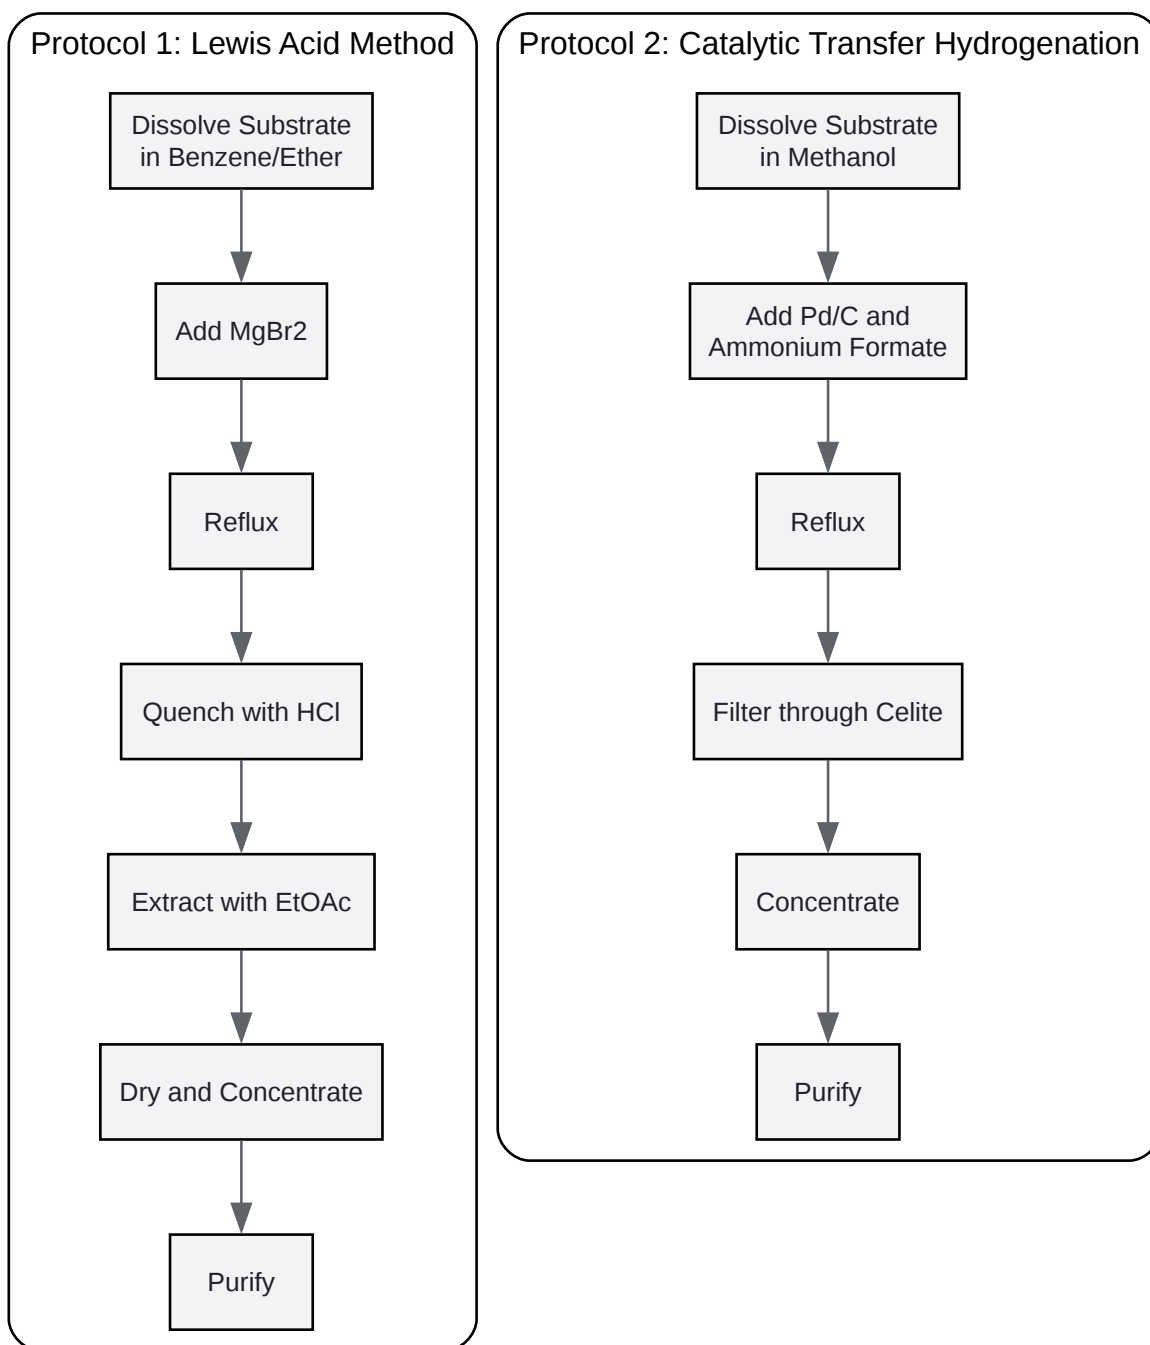 Protocol 1: Lewis Acid Method
Dissolve Substrate
in Benzene/Ether
Add MgBr2
Reflux
Quench with HCl
Extract with EtOAc
Dry and Concentrate
Purify
Protocol 2: Catalytic Transfer Hydrogenation
Dissolve Substrate
in Methanol
Add Pd/C and
Ammonium Formate
Reflux
Filter through Celite
Concentrate
Purify